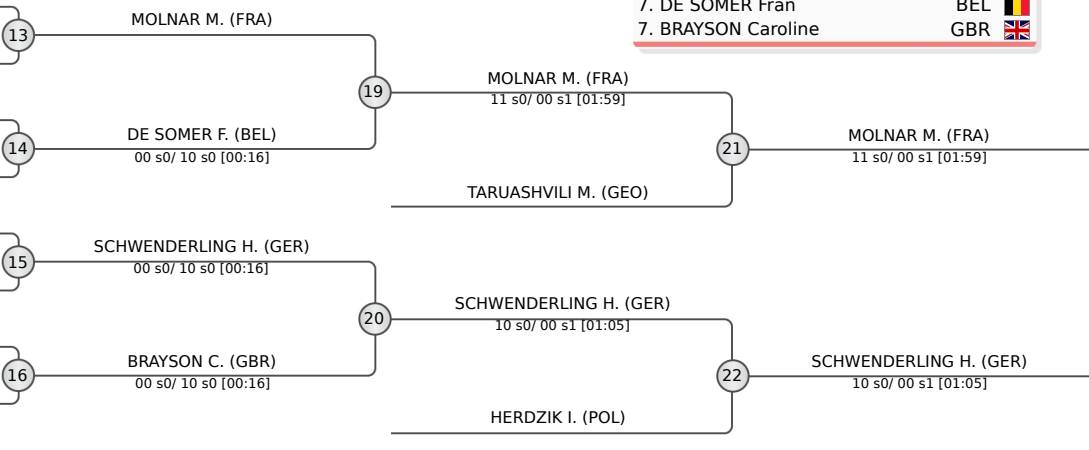 7. DE SOMER Fran BEL
7. BRAYSON Caroline GBR
MOLNAR M. (FRA)
13
19
MOLNAR M. (FRA)
11 s0/ 00 s1 [01:59]
DE SOMER F. (BEL)
14
00 s0/ 10 s0 [00:16]
21
MOLNAR M. (FRA)
11 s0/ 00 s1 [01:59]
TARUASHVILI M. (GEO)
SCHWENDERLING H. (GER)
15
00 s0/ 10 s0 [00:16]
20
SCHWENDERLING H. (GER)
10 s0/ 00 s1 [01:05]
BRAYSON C. (GBR)
16
00 s0/ 10 s0 [00:16]
22
SCHWENDERLING H. (GER)
10 s0/ 00 s1 [01:05]
HERDZIK I. (POL)